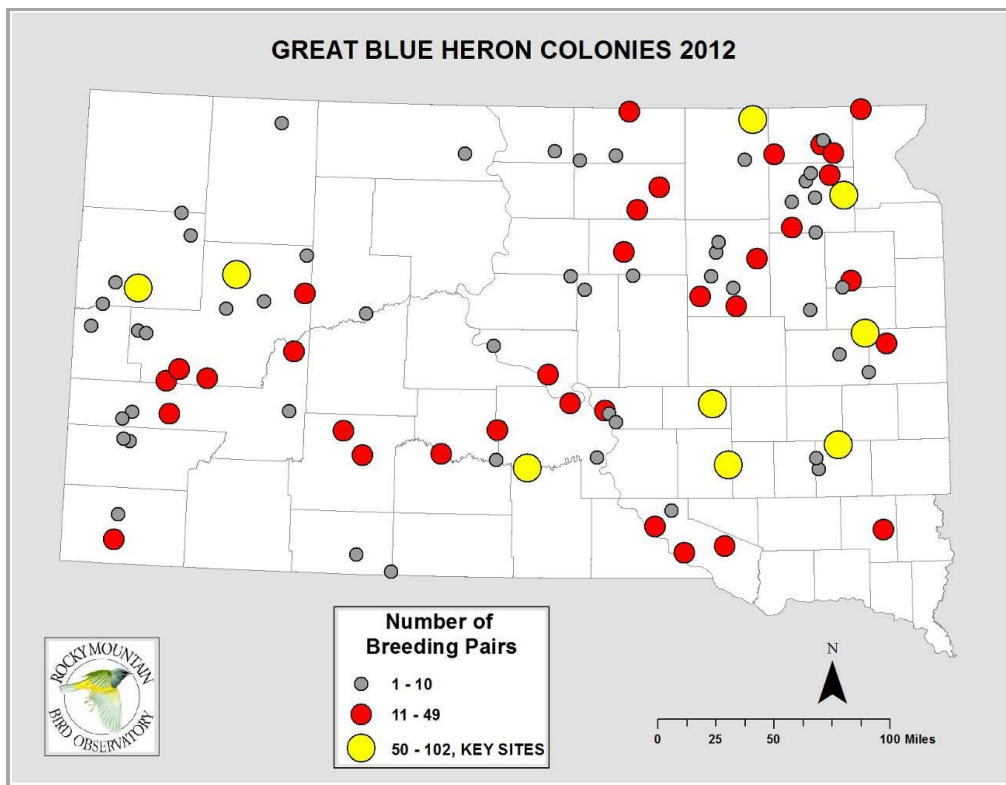 GREAT BLUE HERON COLONIES 2012
Number of
Breeding Pairs
1 - 10
11 - 49
50 - 102, KEY SITES
ROCKY MOUNTAIN
BIRD OBSERVATORY
N
0 25 50 100 Miles